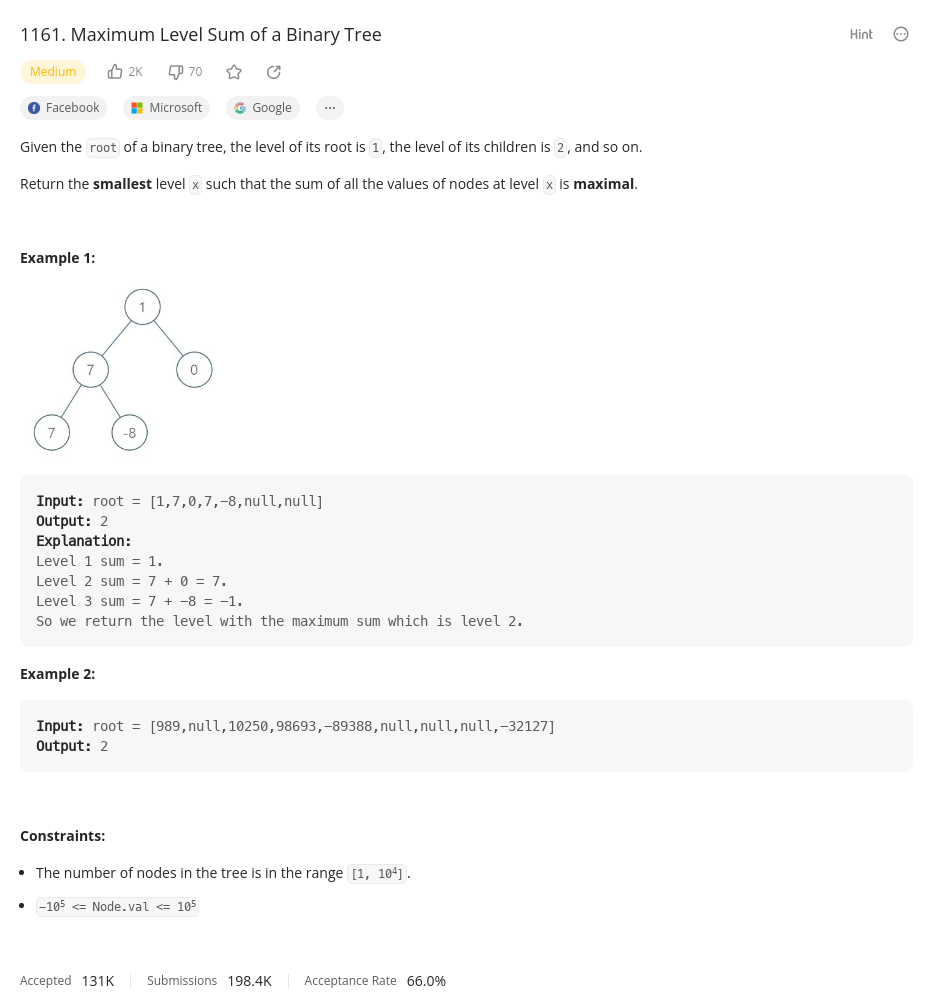 1161. Maximum Level Sum of a Binary Tree
Hint
Medium 2K 70
Facebook Microsoft Google ...
Given the root of a binary tree, the level of its root is 1, the level of its children is 2, and so on.
Return the smallest level x such that the sum of all the values of nodes at level x is maximal.
Example 1:
1
7 0
7 -8
Input: root = [1,7,0,7,-8,null,null]
Output: 2
Explanation:
Level 1 sum = 1.
Level 2 sum = 7 + 0 = 7.
Level 3 sum = 7 + -8 = -1.
So we return the level with the maximum sum which is level 2.
Example 2:
Input: root = [989,null,10250,98693,-89388,null,null,null,-32127]
Output: 2
Constraints:
• The number of nodes in the tree is in the range [1, 10⁴].
• -10⁵ <= Node.val <= 10⁵
Accepted 131K Submissions 198.4K Acceptance Rate 66.0%